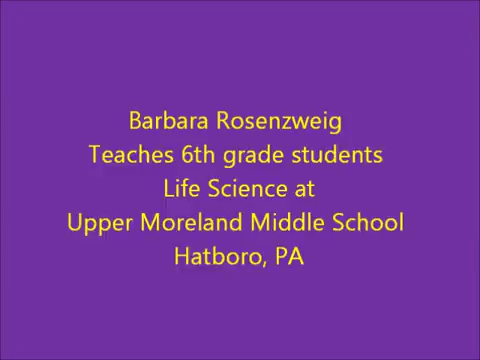 Barbara Rosenzweig
Teaches 6th grade students
Life Science at
Upper Moreland Middle School
Hatboro, PA